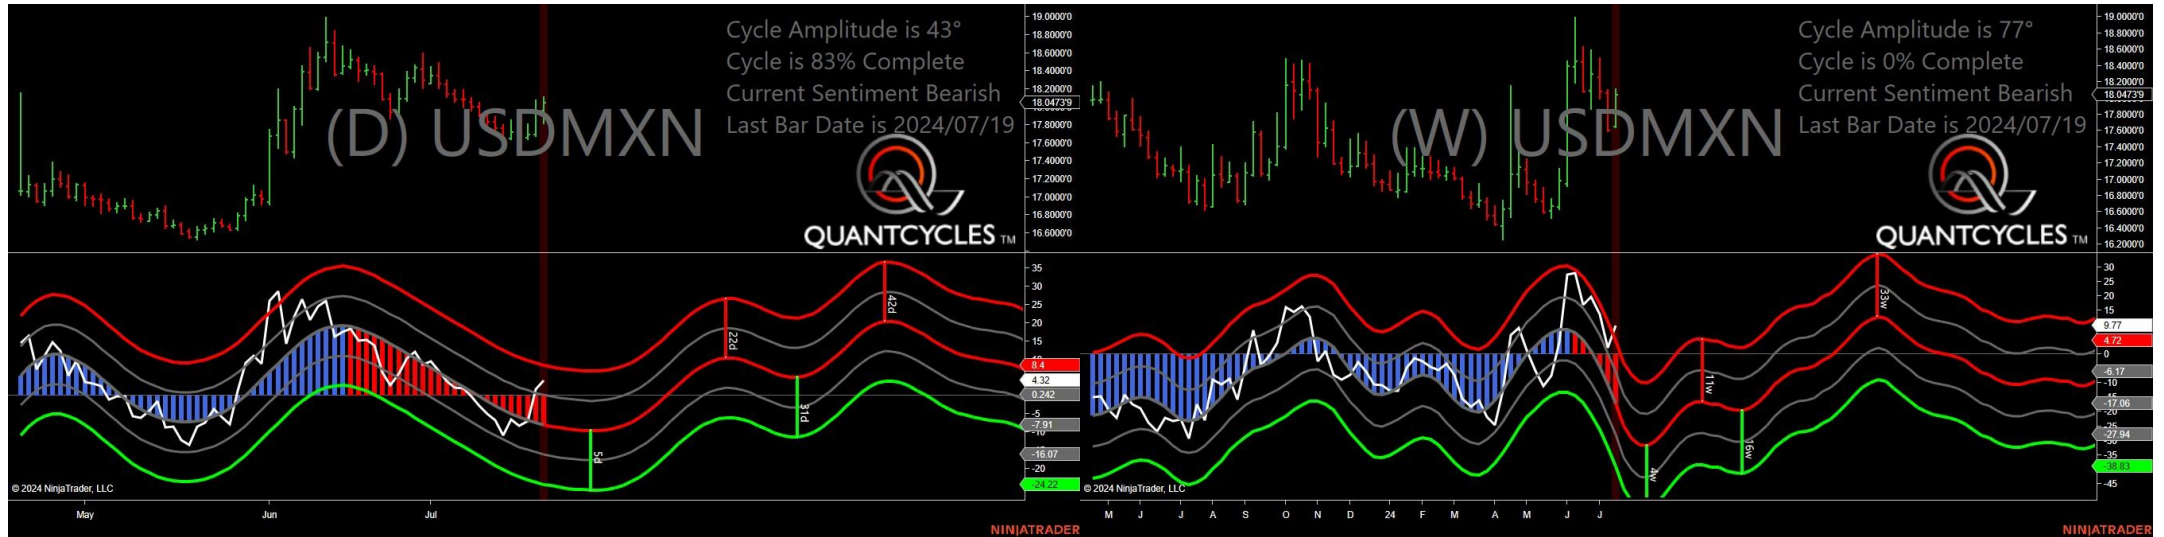 Cycle Amplitude is 43°
Cycle is 83% Complete
Current Sentiment Bearish
Last Bar Date is 2024/07/19
(D) USDMXN
QUANTCYCLES TM
19.0000'0
18.8000'0
18.6000'0
18.4000'0
18.2000'0
18.0473'9
17.8000'0
17.6000'0
17.4000'0
17.2000'0
17.0000'0
16.8000'0
16.6000'0
35
30
25
20
15
8.4
4.32
0.242
-5
-7.91
-10
-16.07
-20
-24.22
5d
22d
31d
42d
© 2024 NinjaTrader, LLC
May Jun Jul
NINJATRADER
Cycle Amplitude is 77°
Cycle is 0% Complete
Current Sentiment Bearish
Last Bar Date is 2024/07/19
(W) USDMXN
QUANTCYCLES TM
19.0000'0
18.8000'0
18.6000'0
18.4000'0
18.2000'0
18.0473'9
17.8000'0
17.6000'0
17.4000'0
17.2000'0
17.0000'0
16.8000'0
16.6000'0
16.4000'0
16.2000'0
30
25
20
15
9.77
4.72
0
-6.17
-10
-17.06
-20
-27.94
-35
-38.83
-45
4w
11w
16w
33w
© 2024 NinjaTrader, LLC
M J J A S O N D 24 F M A M J J
NINJATRADER